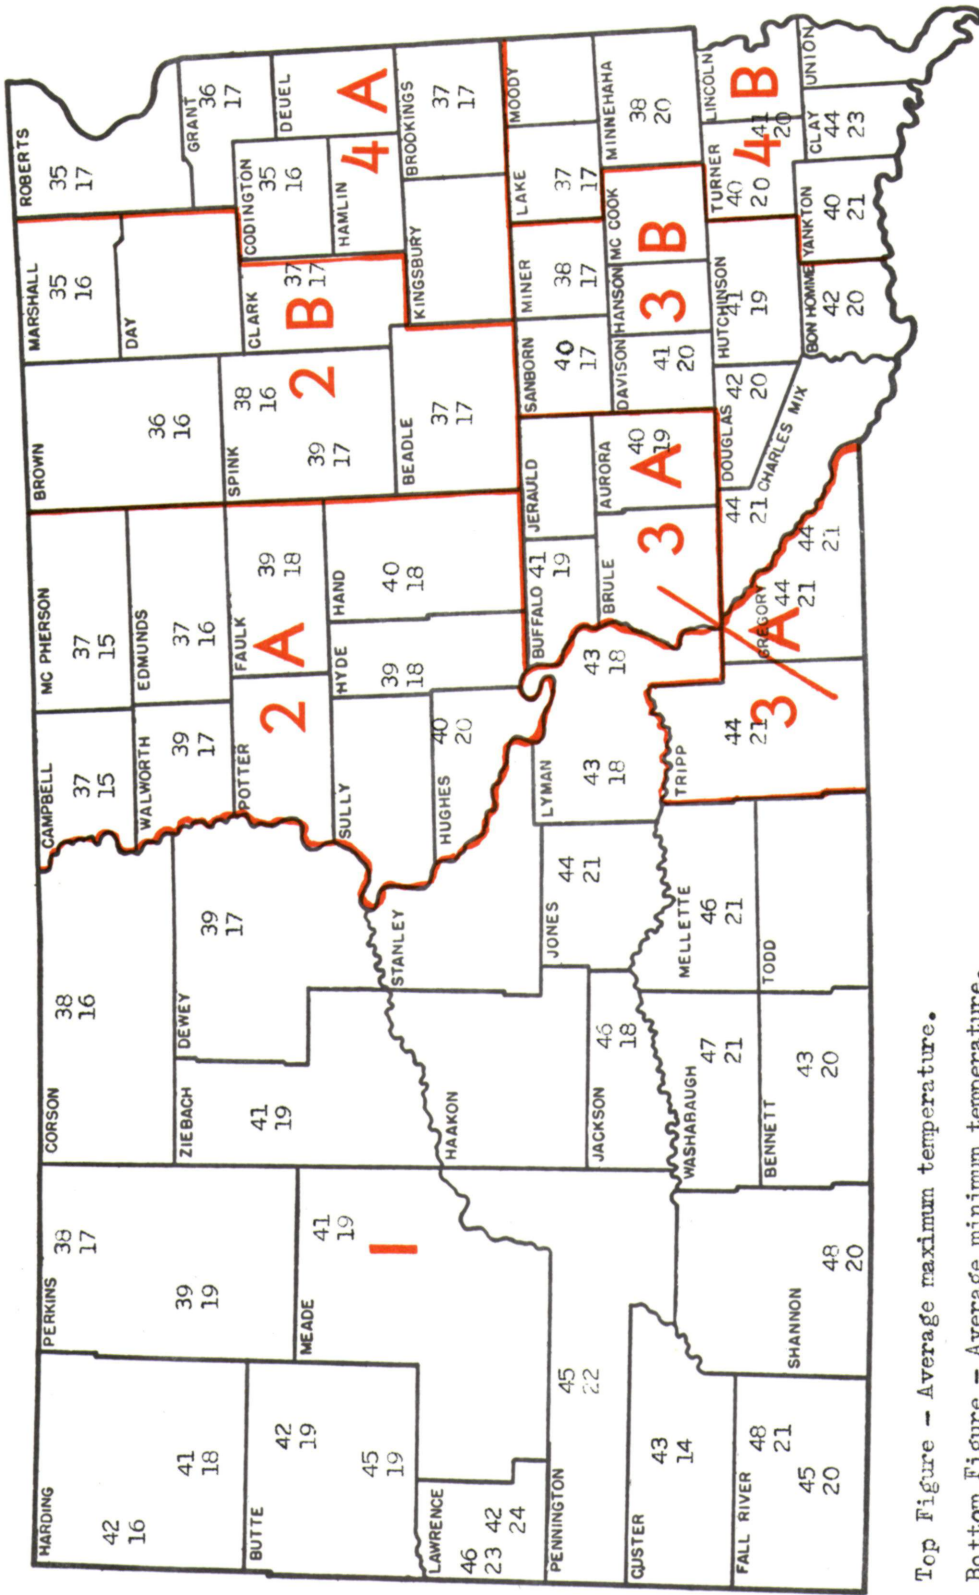 HARDING
42
16
41
18
PERKINS
38
17
39
19
CORSON
38
16
CAMPBELL
37
15
MC PHERSON
37
15
BROWN
36
16
MARSHALL
35
16
ROBERTS
35
17
BUTTE
42
19
45
19
MEADE
41
19
1
ZIEBACH
41
19
DEWEY
39
17
WALWORTH
39
17
EDMUNDS
37
16
DAY
GRANT
36
17
POTTER
FAULK
39
18
2 A
SPINK
38
16
39
17
CLARK
37
17
2 B
CODINGTON
35
16
DEUEL
HAMLIN
4 A
LAWRENCE
46
23
42
24
HAAKON
STANLEY
SULLY
HYDE
39
18
HAND
40
18
BEADLE
37
17
KINGSBURY
BROOKINGS
37
17
HUGHES
40
20
PENNINGTON
45
22
JACKSON
46
18
JONES
44
21
LYMAN
43
18
43
18
BUFFALO
41
19
JERAULD
SANBORN
40
17
MINER
38
17
LAKE
37
17
MOODY
BRULE
AURORA
40
19
3 A
DAVISON
41
20
HANSON
MC COOK
3 B
MINNEHAHA
38
20
CUSTER
43
14
SHANNON
48
20
WASHABAUGH
47
21
MELLETTE
46
21
TRIPP
44
21
GREGORY
44
21
44
21
3 A
CHARLES MIX
44
21
DOUGLAS
42
20
HUTCHINSON
41
19
TURNER
40
20
LINCOLN
41
20
4 B
FALL RIVER
48
21
45
20
BENNETT
43
20
TODD
BON HOMME
42
20
YANKTON
40
21
CLAY
44
23
UNION
Top Figure - Average maximum temperature.
Bottom Figure - Average minimum temperature.